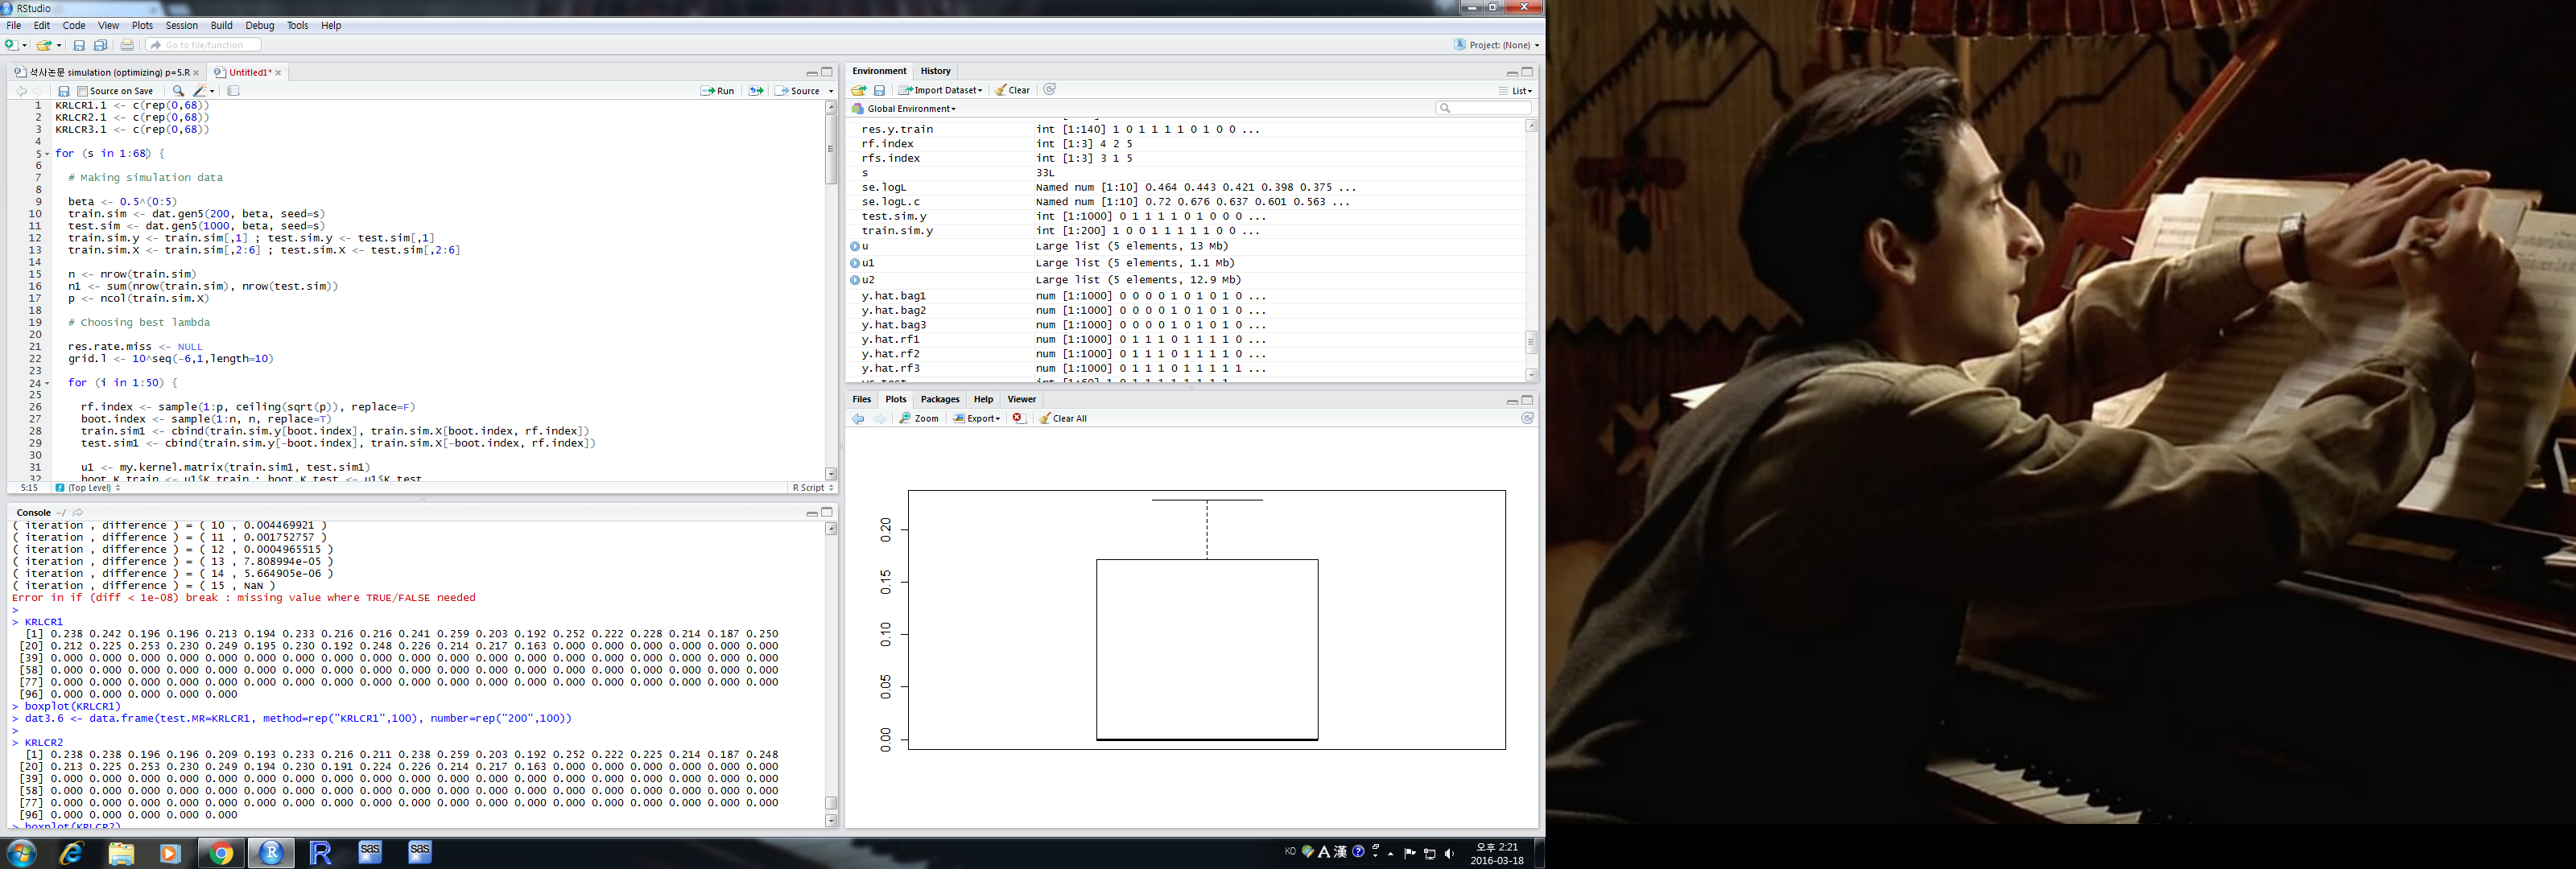 RStudio
File Edit Code View Plots Session Build Debug Tools Help
Go to file/function
Project: (None)
석사논문 simulation (optimizing) p=5.R
Untitled1*
Source on Save
Run
Source
1 KRLCR1.1 <- c(rep(0,68))
2 KRLCR2.1 <- c(rep(0,68))
3 KRLCR3.1 <- c(rep(0,68))
4
5 for (s in 1:68) {
6
7 # Making simulation data
8
9 beta <- 0.5^(0:5)
10 train.sim <- dat.gen5(200, beta, seed=s)
11 test.sim <- dat.gen5(1000, beta, seed=s)
12 train.sim.y <- train.sim[,1] ; test.sim.y <- test.sim[,1]
13 train.sim.X <- train.sim[,2:6] ; test.sim.X <- test.sim[,2:6]
14
15 n <- nrow(train.sim)
16 n1 <- sum(nrow(train.sim), nrow(test.sim))
17 p <- ncol(train.sim.X)
18
19 # Choosing best lambda
20
21 res.rate.miss <- NULL
22 grid.l <- 10^seq(-6,1,length=10)
23
24 for (i in 1:50) {
25
26 rf.index <- sample(1:p, ceiling(sqrt(p)), replace=F)
27 boot.index <- sample(1:n, n, replace=T)
28 train.sim1 <- cbind(train.sim.y[boot.index], train.sim.X[boot.index, rf.index])
29 test.sim1 <- cbind(train.sim.y[-boot.index], train.sim.X[-boot.index, rf.index])
30
31 u1 <- my.kernel.matrix(train.sim1, test.sim1)
32 boot.K.train <- u1$K.train ; boot.K.test <- u1$K.test
5:15 (Top Level) R Script
Console ~/
( iteration , difference ) = ( 10 , 0.004469921 )
( iteration , difference ) = ( 11 , 0.001752757 )
( iteration , difference ) = ( 12 , 0.0004965515 )
( iteration , difference ) = ( 13 , 7.808994e-05 )
( iteration , difference ) = ( 14 , 5.664905e-06 )
( iteration , difference ) = ( 15 , NaN )
Error in if (diff < 1e-08) break : missing value where TRUE/FALSE needed
>
> KRLCR1
[1] 0.238 0.242 0.196 0.196 0.213 0.194 0.233 0.216 0.216 0.241 0.259 0.203 0.192 0.252 0.222 0.228 0.214 0.187 0.250
[20] 0.212 0.225 0.253 0.230 0.249 0.195 0.230 0.192 0.248 0.226 0.214 0.217 0.163 0.000 0.000 0.000 0.000 0.000 0.000
[39] 0.000 0.000 0.000 0.000 0.000 0.000 0.000 0.000 0.000 0.000 0.000 0.000 0.000 0.000 0.000 0.000 0.000 0.000 0.000
[58] 0.000 0.000 0.000 0.000 0.000 0.000 0.000 0.000 0.000 0.000 0.000 0.000 0.000 0.000 0.000 0.000 0.000 0.000 0.000
[77] 0.000 0.000 0.000 0.000 0.000 0.000 0.000 0.000 0.000 0.000 0.000 0.000 0.000 0.000 0.000 0.000 0.000 0.000 0.000
[96] 0.000 0.000 0.000 0.000 0.000
> boxplot(KRLCR1)
> dat3.6 <- data.frame(test.MR=KRLCR1, method=rep("KRLCR1",100), number=rep("200",100))
>
> KRLCR2
[1] 0.238 0.238 0.196 0.196 0.209 0.193 0.233 0.216 0.211 0.238 0.259 0.203 0.192 0.252 0.222 0.225 0.214 0.187 0.248
[20] 0.213 0.225 0.253 0.230 0.249 0.194 0.230 0.191 0.224 0.226 0.214 0.217 0.163 0.000 0.000 0.000 0.000 0.000 0.000
[39] 0.000 0.000 0.000 0.000 0.000 0.000 0.000 0.000 0.000 0.000 0.000 0.000 0.000 0.000 0.000 0.000 0.000 0.000 0.000
[58] 0.000 0.000 0.000 0.000 0.000 0.000 0.000 0.000 0.000 0.000 0.000 0.000 0.000 0.000 0.000 0.000 0.000 0.000 0.000
[77] 0.000 0.000 0.000 0.000 0.000 0.000 0.000 0.000 0.000 0.000 0.000 0.000 0.000 0.000 0.000 0.000 0.000 0.000 0.000
[96] 0.000 0.000 0.000 0.000 0.000
> boxplot(KRLCR2)
Environment History
Import Dataset Clear List
Global Environment
res.y.train int [1:140] 1 0 1 1 1 1 0 1 0 0 ...
rf.index int [1:3] 4 2 5
rfs.index int [1:3] 3 1 5
s 33L
se.logL Named num [1:10] 0.464 0.443 0.421 0.398 0.375 ...
se.logL.c Named num [1:10] 0.72 0.676 0.637 0.601 0.563 ...
test.sim.y int [1:1000] 0 1 1 1 1 0 1 0 0 0 ...
train.sim.y int [1:200] 1 0 0 1 1 1 1 1 0 0 ...
u Large list (5 elements, 13 Mb)
u1 Large list (5 elements, 1.1 Mb)
u2 Large list (5 elements, 12.9 Mb)
y.hat.bag1 num [1:1000] 0 0 0 0 1 0 1 0 1 0 ...
y.hat.bag2 num [1:1000] 0 0 0 0 1 0 1 0 1 0 ...
y.hat.bag3 num [1:1000] 0 0 0 0 1 0 1 0 1 0 ...
y.hat.rf1 num [1:1000] 0 1 1 1 0 1 1 1 1 0 ...
y.hat.rf2 num [1:1000] 0 1 1 1 0 1 1 1 1 0 ...
y.hat.rf3 num [1:1000] 0 1 1 1 0 1 1 1 1 1 ...
Files Plots Packages Help Viewer
Zoom Export Clear All
0.20
0.15
0.10
0.05
0.00
sas
sas
KO A 漢
오후 2:21
2016-03-18